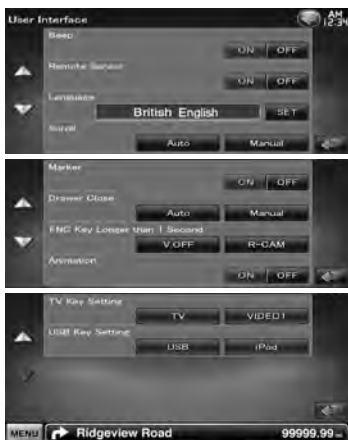 User Interface
AM
12:34
Beep
ON OFF
Remote Sensor
ON OFF
Language
British English SET
Scroll
Auto Manual
Marker
ON OFF
Drawer Close
Auto Manual
FNC Key Longer than 1 Second
V.OFF R-CAM
Animation
ON OFF
TV Key Setting
TV VIDEO1
USB Key Setting
USB iPod
MENU Ridgeview Road 99999.99